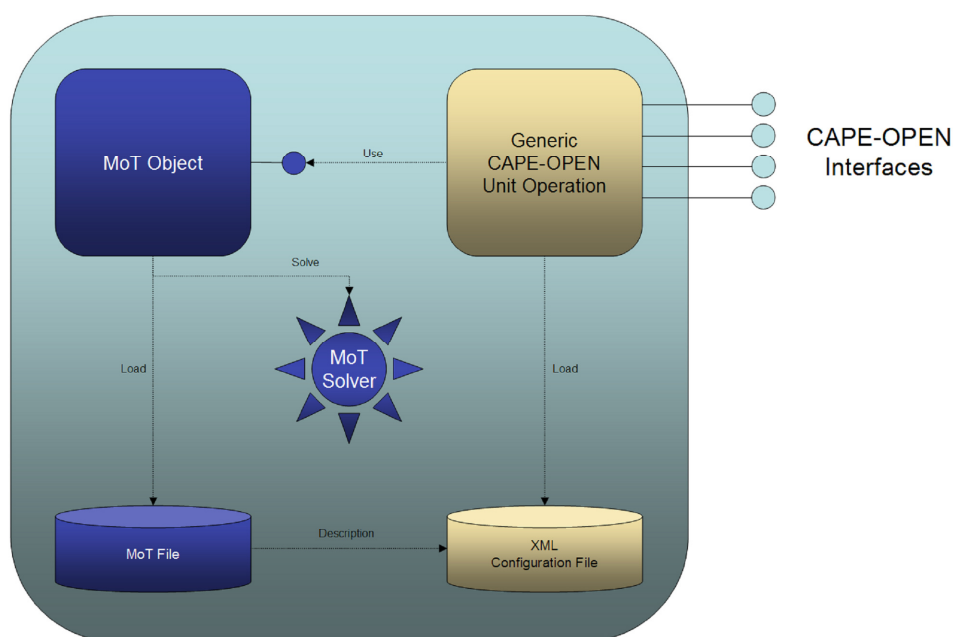 MoT Object
Use
Generic
CAPE-OPEN
Unit Operation
CAPE-OPEN
Interfaces
Solve
MoT
Solver
Load
Load
MoT File
Description
XML
Configuration File